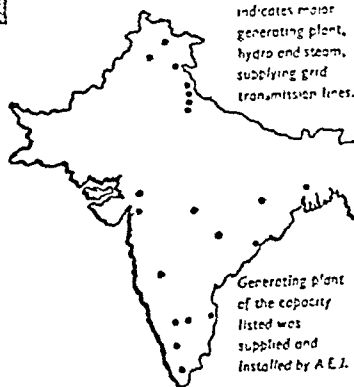 indicates major
generating plant,
hydro and steam,
supplying grid
transmission lines.
Generating plant
of the capacity
listed was
supplied and
installed by A.E.I.